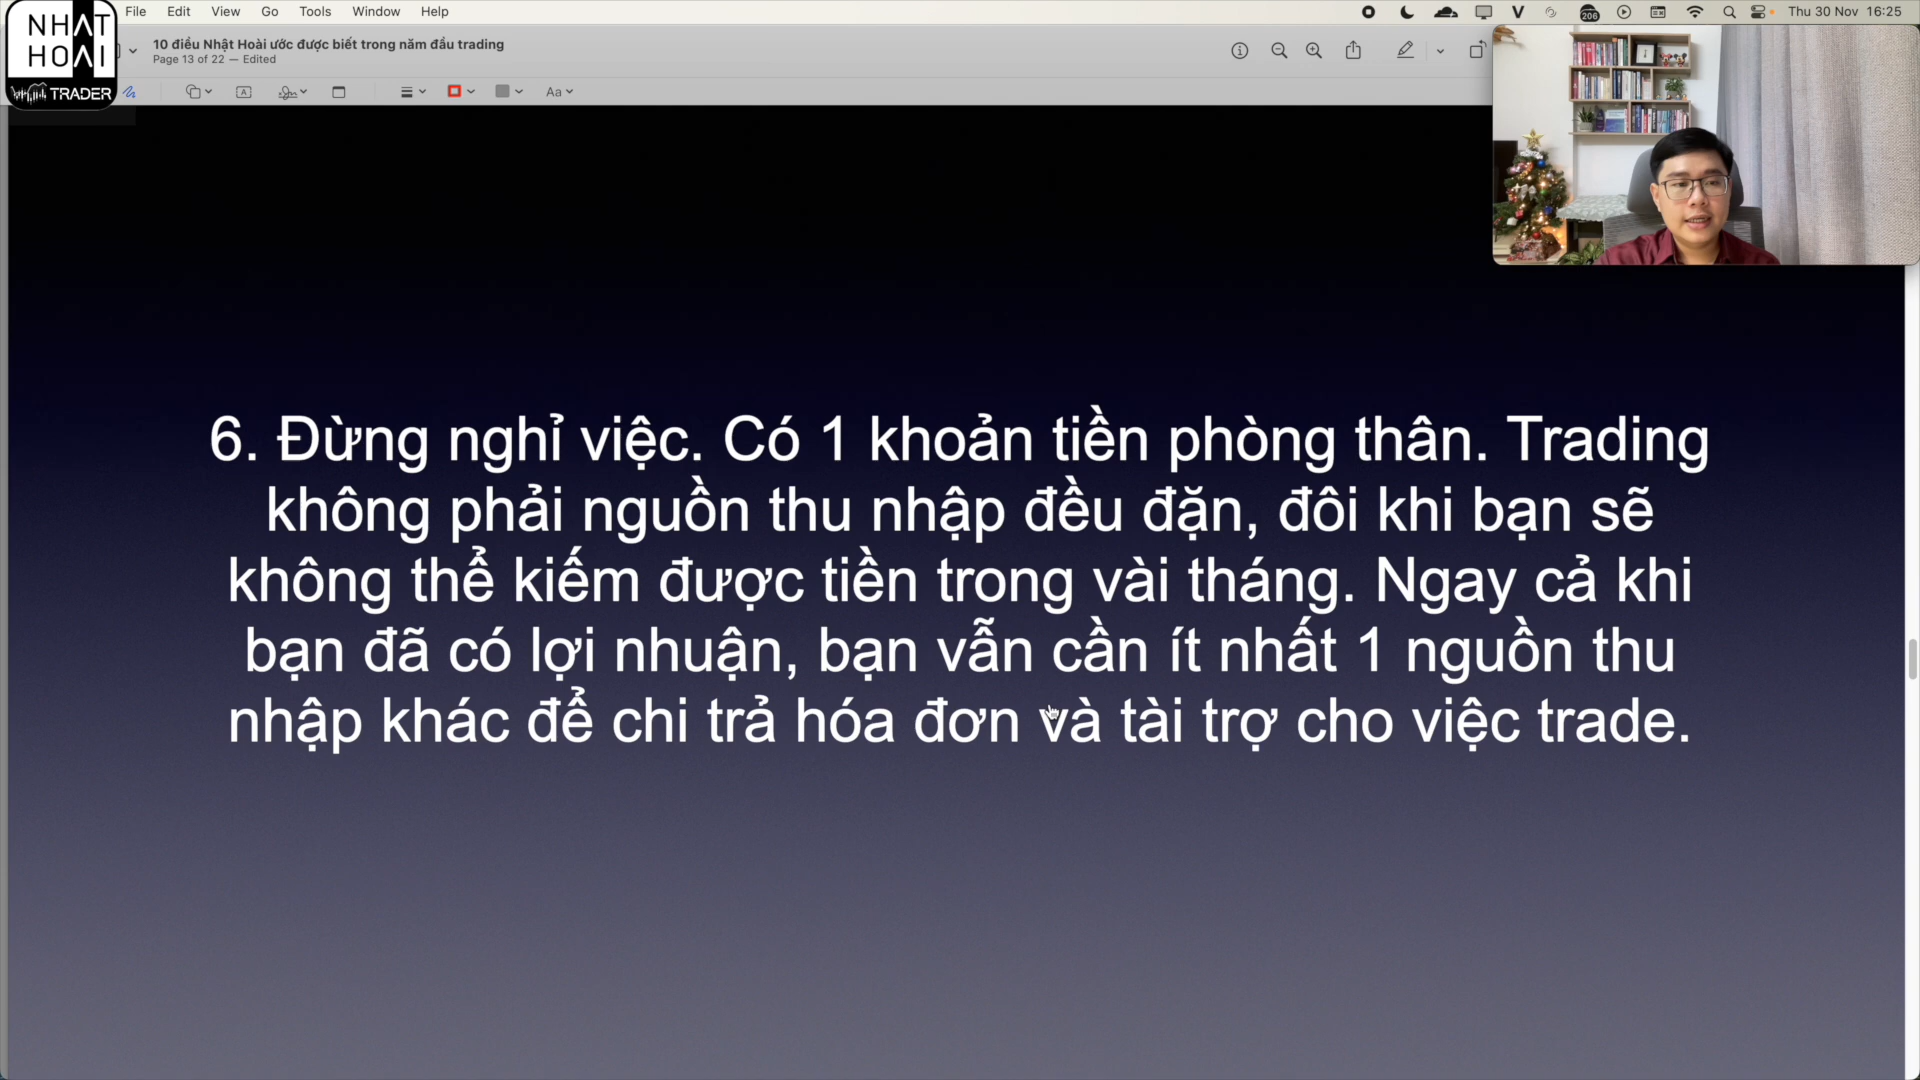 NHAT
HOAI
TRADER
File Edit View Go Tools Window Help
206
Thu 30 Nov 16:25
10 điều Nhật Hoài ước được biết trong năm đầu trading
Page 13 of 22 — Edited
A
Aa
6. Đừng nghỉ việc. Có 1 khoản tiền phòng thân. Trading
không phải nguồn thu nhập đều đặn, đôi khi bạn sẽ
không thể kiếm được tiền trong vài tháng. Ngay cả khi
bạn đã có lợi nhuận, bạn vẫn cần ít nhất 1 nguồn thu
nhập khác để chi trả hóa đơn và tài trợ cho việc trade.